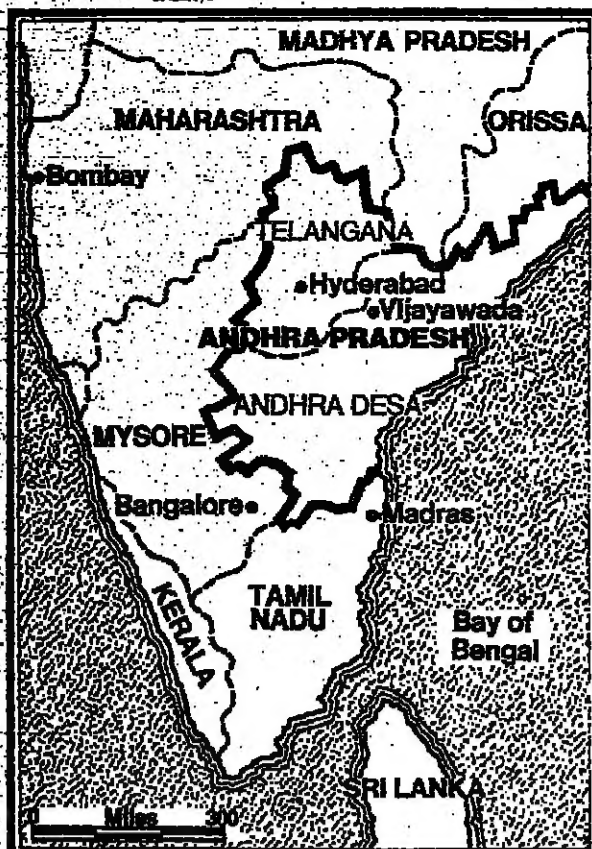 MADHYA PRADESH
MAHARASHTRA
ORISSA
Bombay
TELANGANA
Hyderabad
Vijayawada
ANDHRA PRADESH
ANDHRA DESA
MYSORE
Bangalore
Madras
KERALA
TAMIL
NADU
Bay of
Bengal
SRI LANKA
0 Miles 300